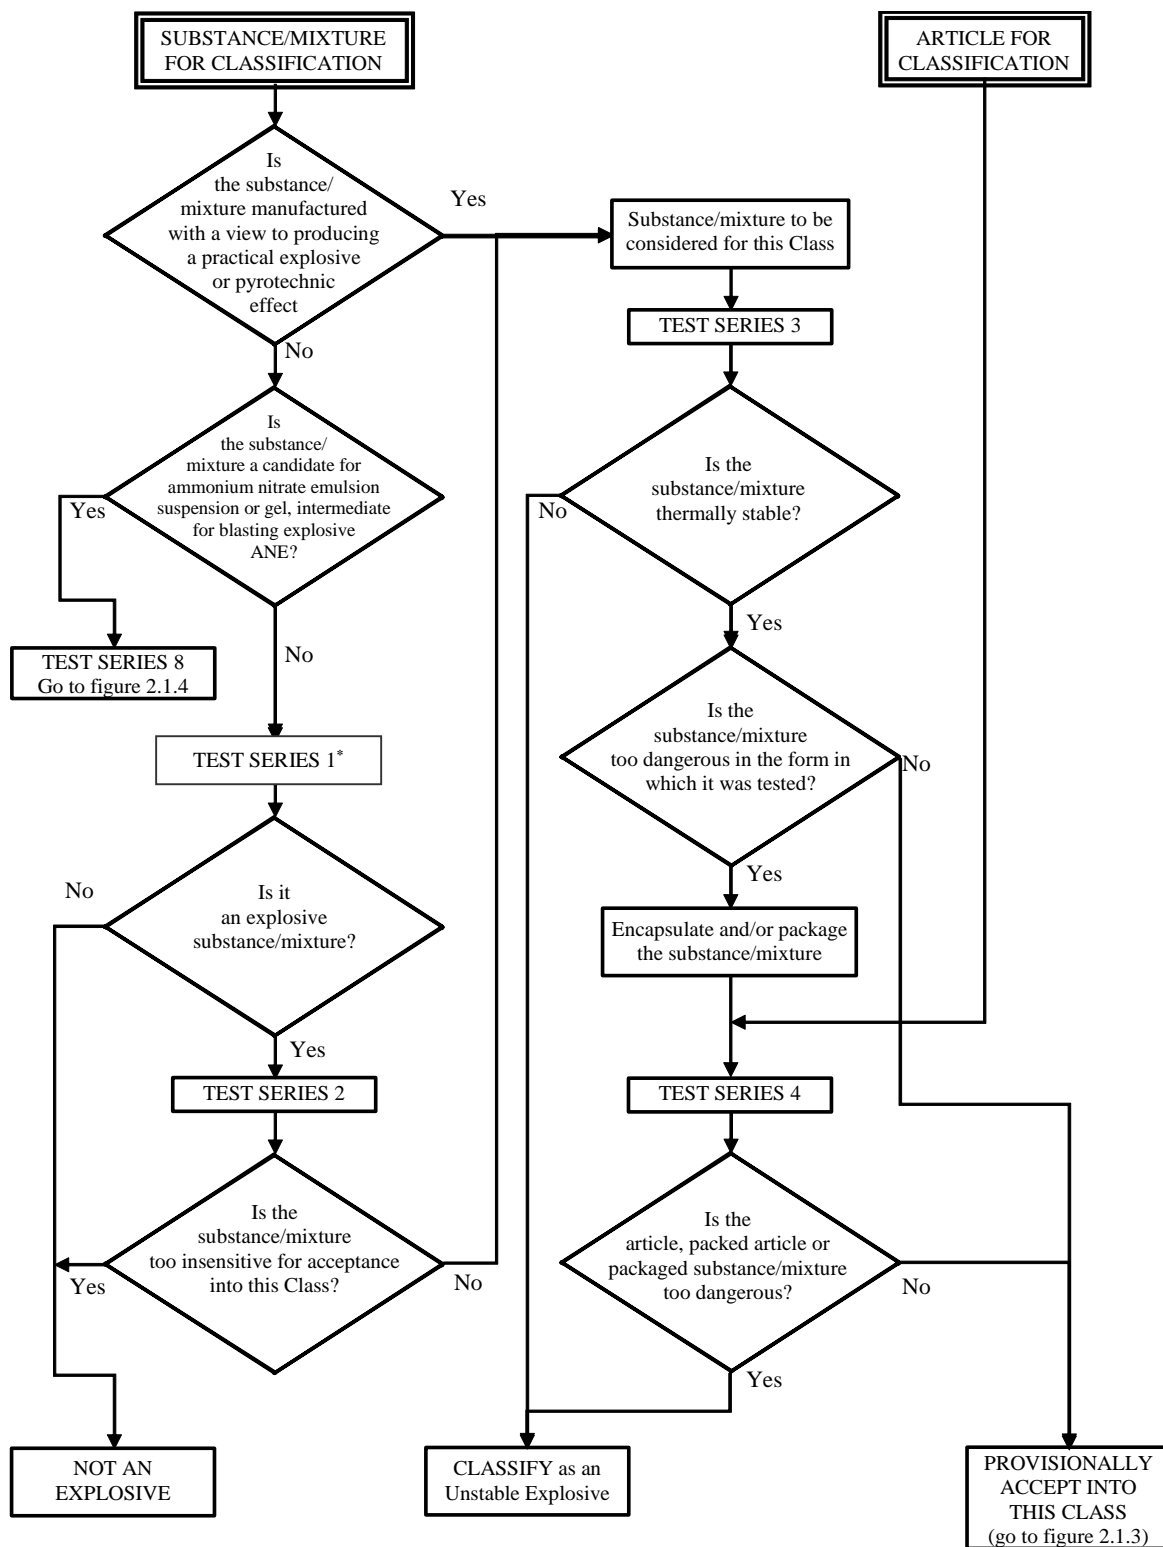 SUBSTANCE/MIXTURE
FOR CLASSIFICATION
ARTICLE FOR
CLASSIFICATION
Is
the substance/
mixture manufactured
with a view to producing
a practical explosive
or pyrotechnic
effect
Yes
Substance/mixture to be
considered for this Class
TEST SERIES 3
No
Is
the substance/
mixture a candidate for
ammonium nitrate emulsion
suspension or gel, intermediate
for blasting explosive
ANE?
Yes
Is the
substance/mixture
thermally stable?
No
Yes
TEST SERIES 8
Go to figure 2.1.4
No
Is the
substance/mixture
too dangerous in the form in
which it was tested?
No
TEST SERIES 1*
Yes
No
Is it
an explosive
substance/mixture?
Encapsulate and/or package
the substance/mixture
Yes
TEST SERIES 2
TEST SERIES 4
Is the
substance/mixture
too insensitive for acceptance
into this Class?
Yes
No
Is the
article, packed article or
packaged substance/mixture
too dangerous?
No
Yes
NOT AN
EXPLOSIVE
CLASSIFY as an
Unstable Explosive
PROVISIONALLY
ACCEPT INTO
THIS CLASS
(go to figure 2.1.3)